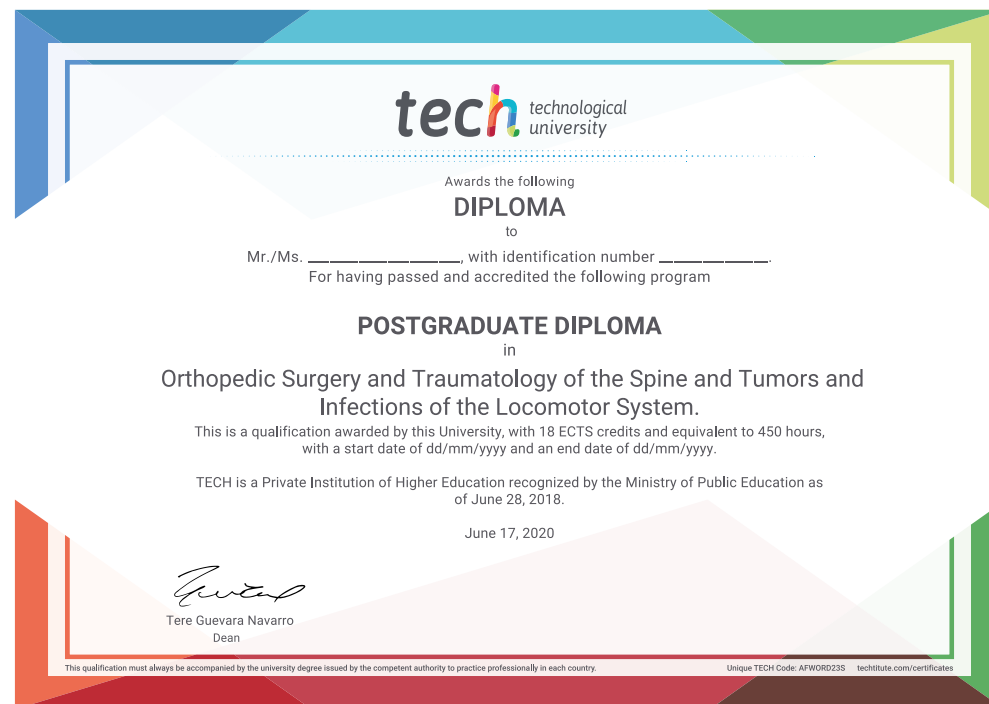 tech technological
university
Awards the following
DIPLOMA
to
Mr./Ms. ____________, with identification number ____________.
For having passed and accredited the following program
POSTGRADUATE DIPLOMA
in
Orthopedic Surgery and Traumatology of the Spine and Tumors and
Infections of the Locomotor System.
This is a qualification awarded by this University, with 18 ECTS credits and equivalent to 450 hours,
with a start date of dd/mm/yyyy and an end date of dd/mm/yyyy.
TECH is a Private Institution of Higher Education recognized by the Ministry of Public Education as
of June 28, 2018.
June 17, 2020
Tere Guevara Navarro
Dean
This qualification must always be accompanied by the university degree issued by the competent authority to practice professionally in each country.
Unique TECH Code: AFWORD23S techtitute.com/certificates